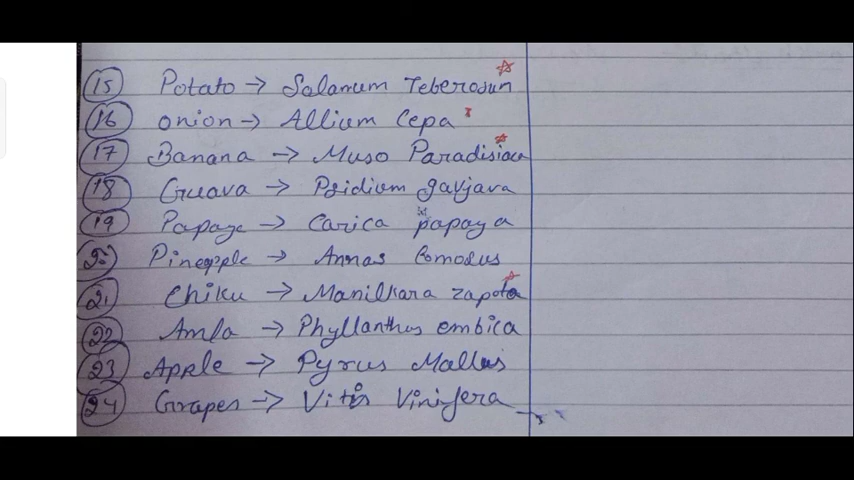 15 Potato → Solanum Teberosun
16 onion → Allium Cepa
17 Banana → Muso Paradisiaca
18 Guava → Psidium gavjava
19 Papaya → Carica papaya
20 Pineapple → Annas Comosus
21 Chiku → Manilkara zapota
22 Amla → Phyllanthus embica
23 Apple → Pyrus Mallus
24 Grapes → Vitis Vinifera